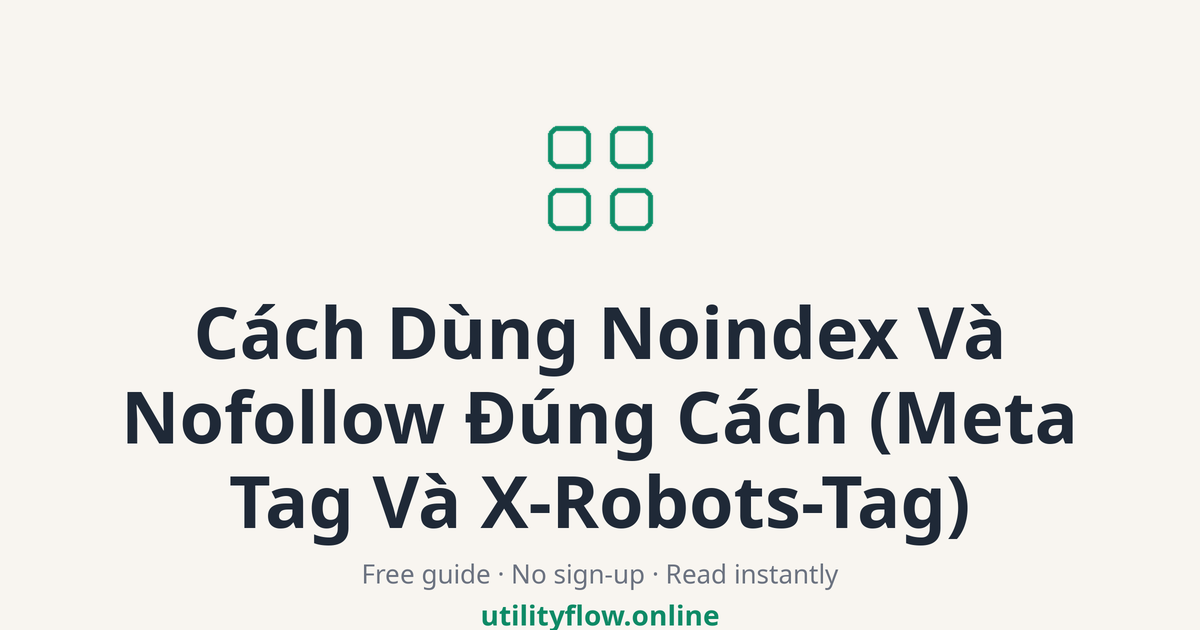 Cách Dùng Noindex Và
Nofollow Đúng Cách (Meta
Tag Và X-Robots-Tag)
Free guide · No sign-up · Read instantly
utilityflow.online